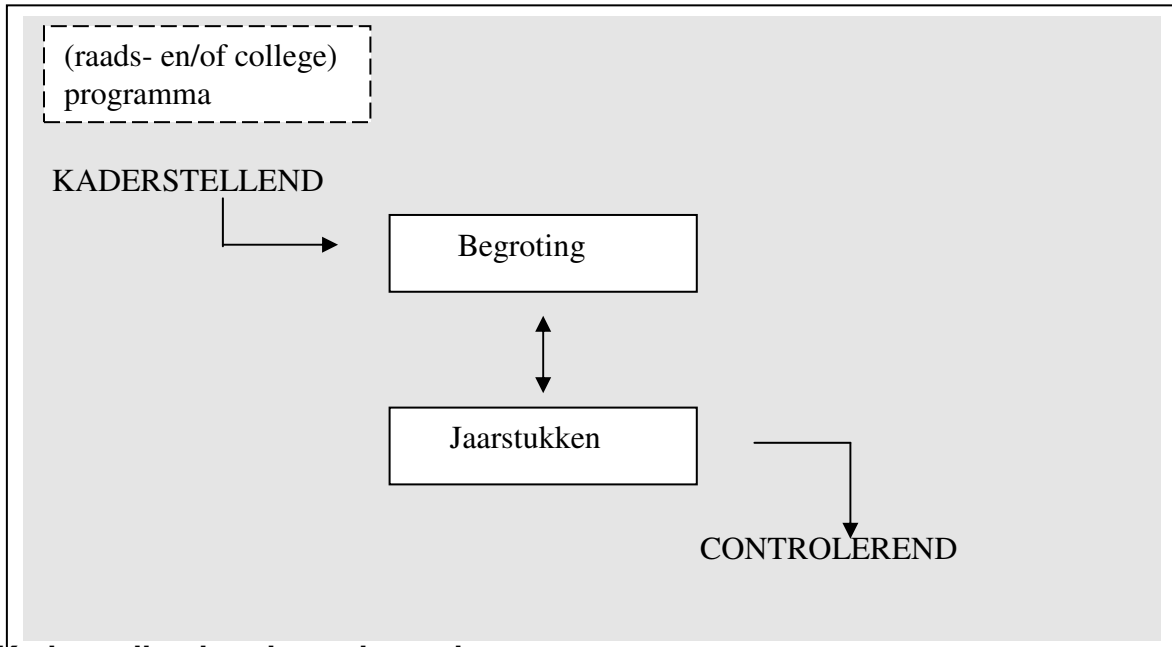 (raads- en/of college)
programma
KADERSTELLEND
Begroting
Jaarstukken
CONTROLEREND